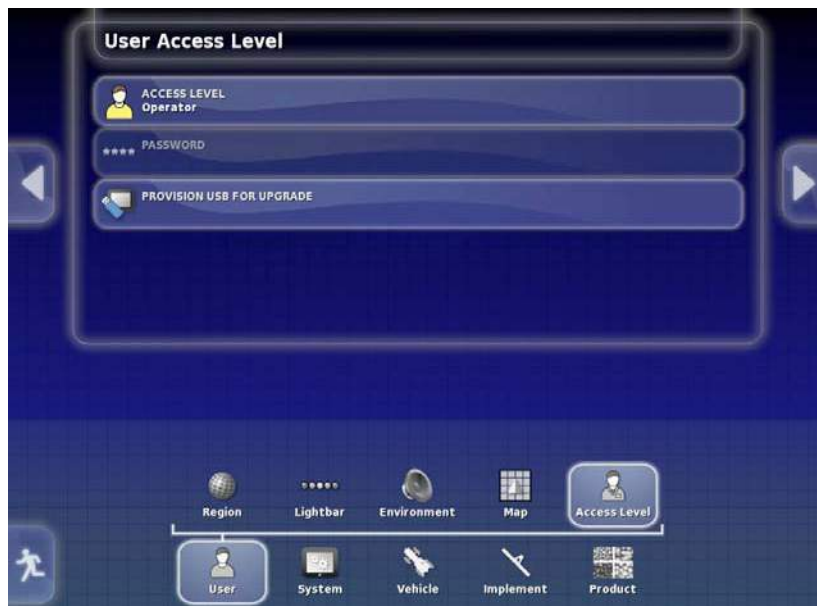 User Access Level
ACCESS LEVEL
Operator
**** PASSWORD
PROVISION USB FOR UPGRADE
Region Lightbar Environment Map Access Level
User System Vehicle Implement Product